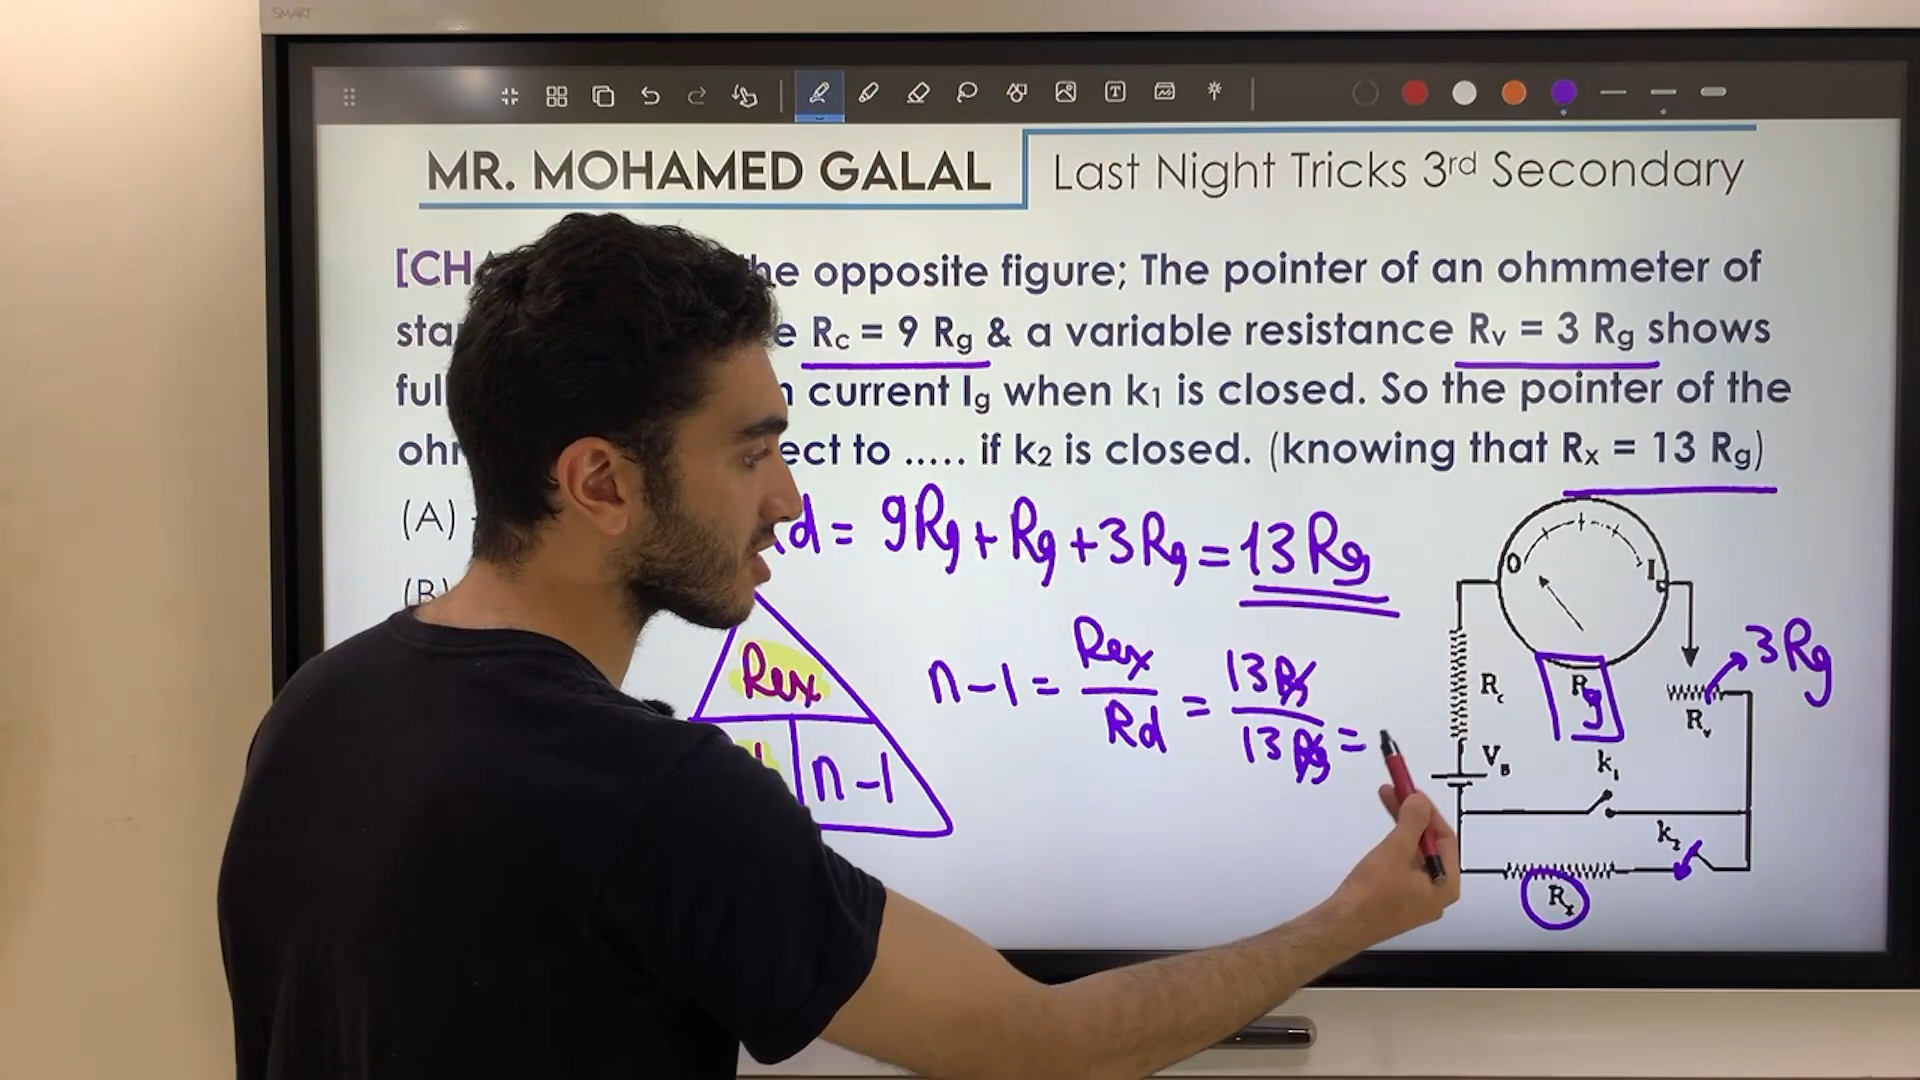 SMART
MR. MOHAMED GALAL
Last Night Tricks 3rd Secondary
[CH he opposite figure; The pointer of an ohmmeter of
sta e Rc = 9 Rg & a variable resistance Rv = 3 Rg shows
full current Ig when k1 is closed. So the pointer of the
ohm ect to ..... if k2 is closed. (knowing that Rx = 13 Rg)
(A)
(B)
d = 9Rg + Rg + 3Rg = 13Rg
Rex
n-1
n-1 = Rex/Rd = 13Rg/13Rg =
O
I
Rc
Rg
3Rg
Rv
VB
k1
k2
Rx